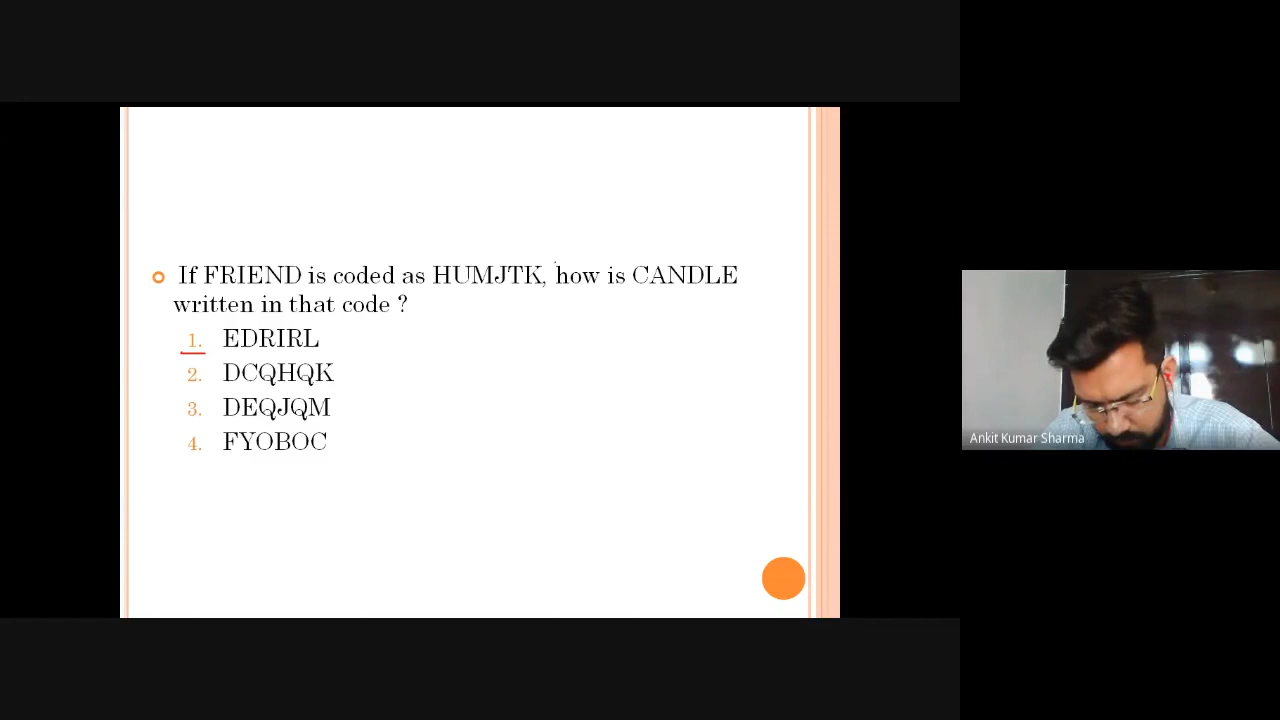 If FRIEND is coded as HUMJTK, how is CANDLE
written in that code ?
1. EDRIRL
2. DCQHQK
3. DEQJQM
4. FYOBOC
Ankit Kumar Sharma